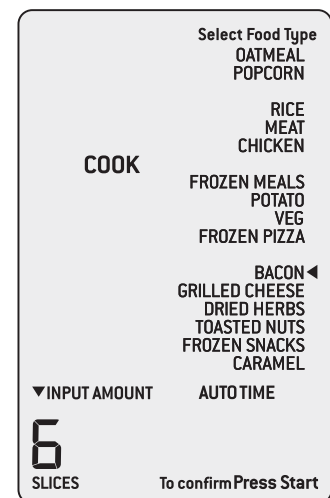 Select Food Type
OATMEAL
POPCORN
RICE
MEAT
CHICKEN
COOK
FROZEN MEALS
POTATO
VEG
FROZEN PIZZA
BACON◀
GRILLED CHEESE
DRIED HERBS
TOASTED NUTS
FROZEN SNACKS
CARAMEL
▼INPUT AMOUNT AUTO TIME
6
SLICES To confirm Press Start